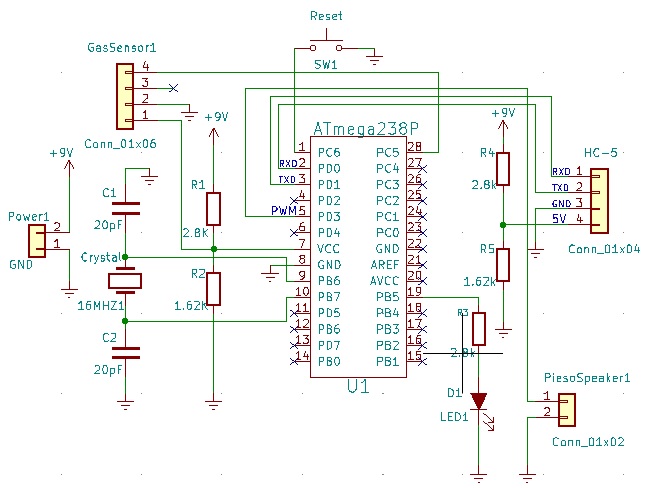 Reset
SW1
GasSensor1
4
3
2
1
Conn_01x06
+9V
ATmega238P
+9V
HC-5
1 PC6 PC5 28
RXD 2 PD0 PC4 27
TXD 3 PD1 PC3 26
4 PD2 PC2 25
PWM 5 PD3 PC1 24
6 PD4 PC0 23
7 VCC GND 22
8 GND AREF 21
9 PB6 AVCC 20
10 PB7 PB5 19
11 PD5 PB4 18
12 PB6 PB3 17
13 PD7 PB2 16
14 PB0 PB1 15
U1
R4
2.8k
R5
1.62k
RXD 1
TXD 2
GND 3
5V 4
Conn_01x04
+9V
Power1
2
1
GND
C1
20pF
Crystal
16MHZ1
C2
20pF
R1
2.8K
R2
1.62K
R3
2.8k
D1
LED1
PiesoSpeaker1
1
2
Conn_01x02